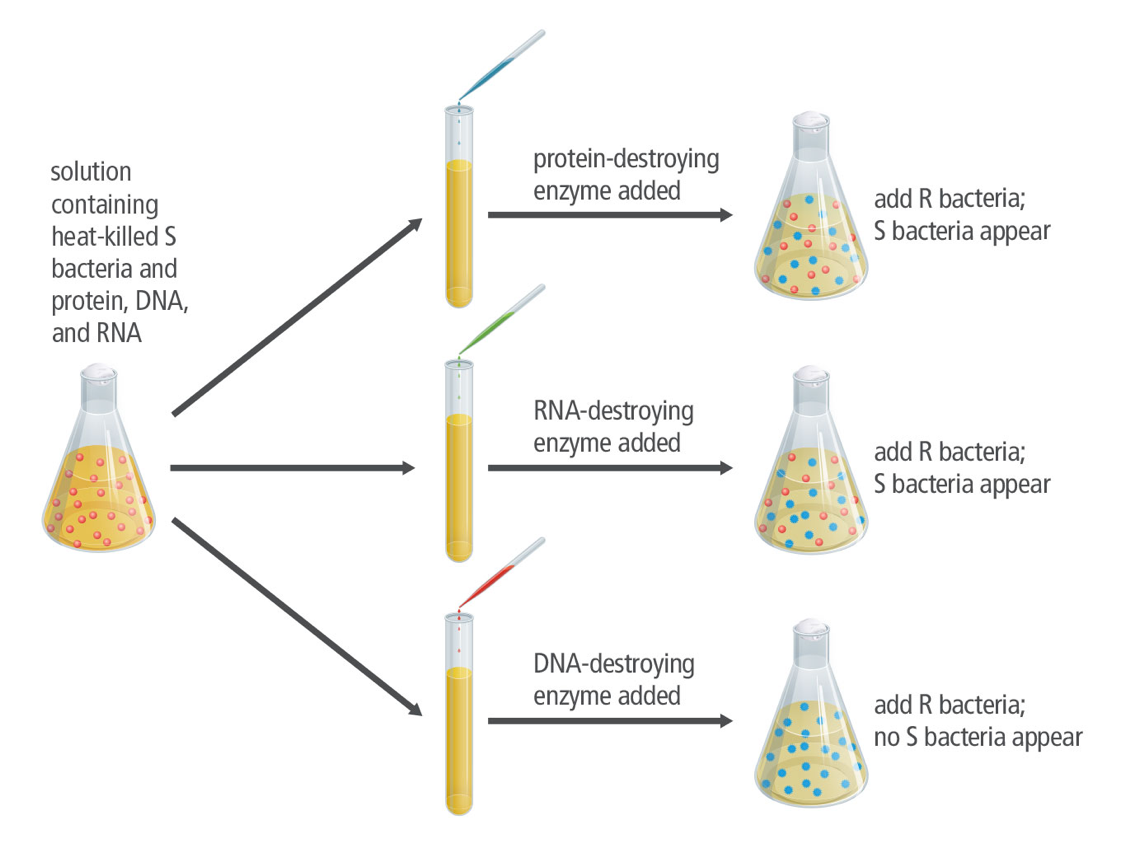 solution
containing
heat-killed S
bacteria and
protein, DNA,
and RNA
protein-destroying
enzyme added
add R bacteria;
S bacteria appear
RNA-destroying
enzyme added
add R bacteria;
S bacteria appear
DNA-destroying
enzyme added
add R bacteria;
no S bacteria appear